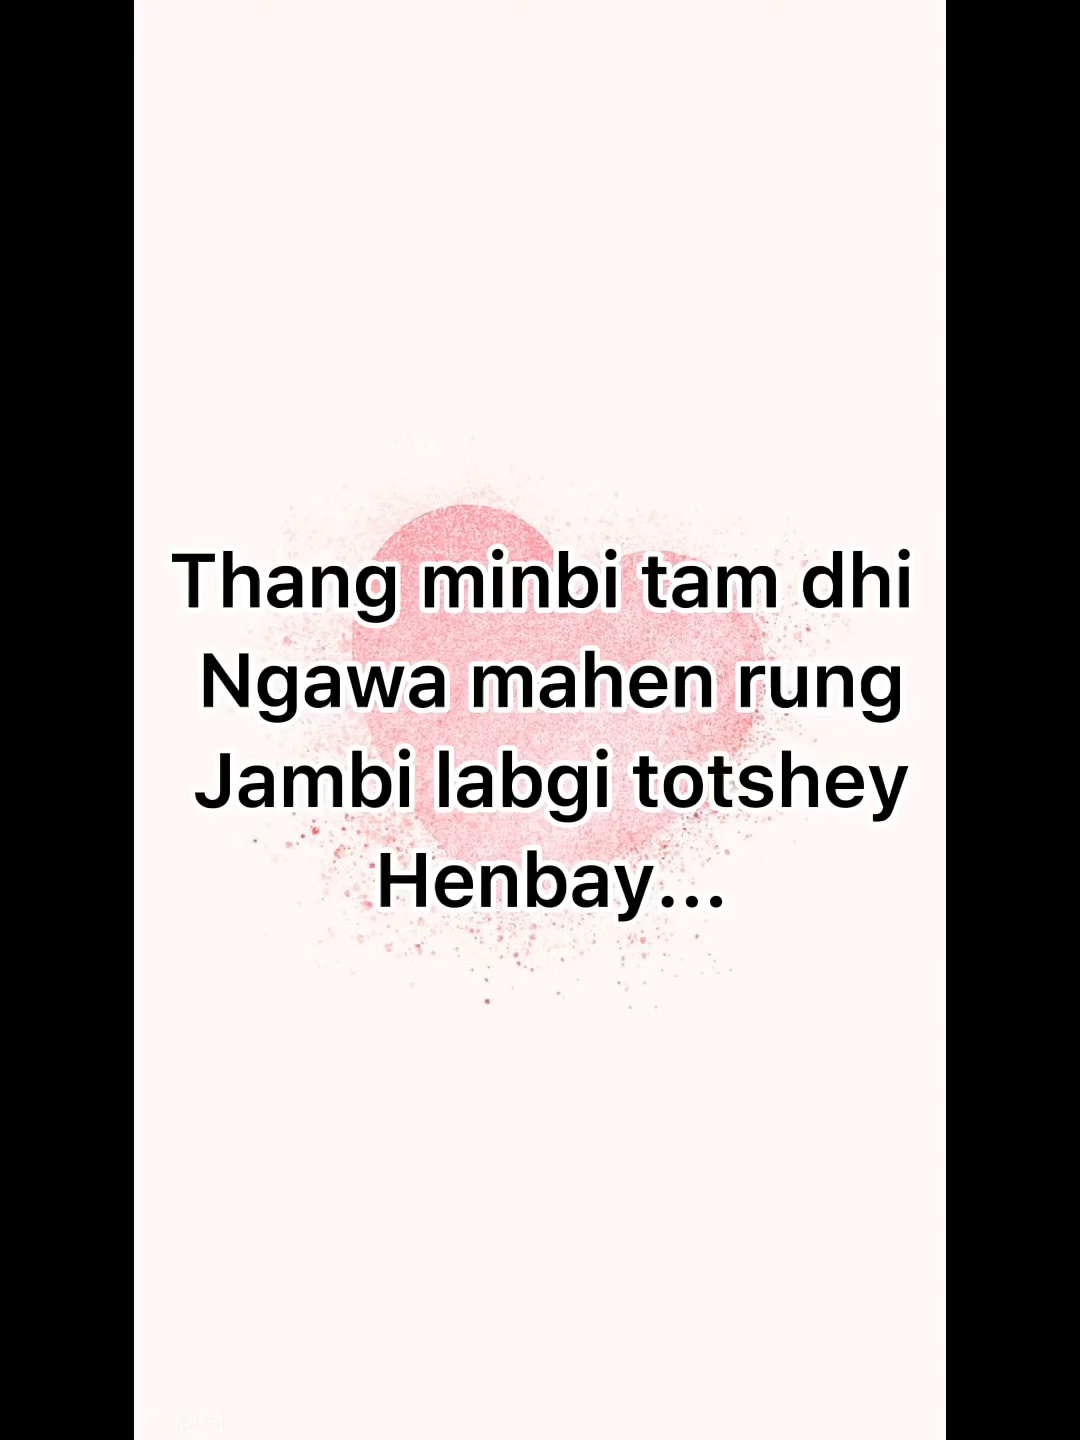 Thang minbi tam dhi
Ngawa mahen rung
Jambi labgi totshey
Henbay...